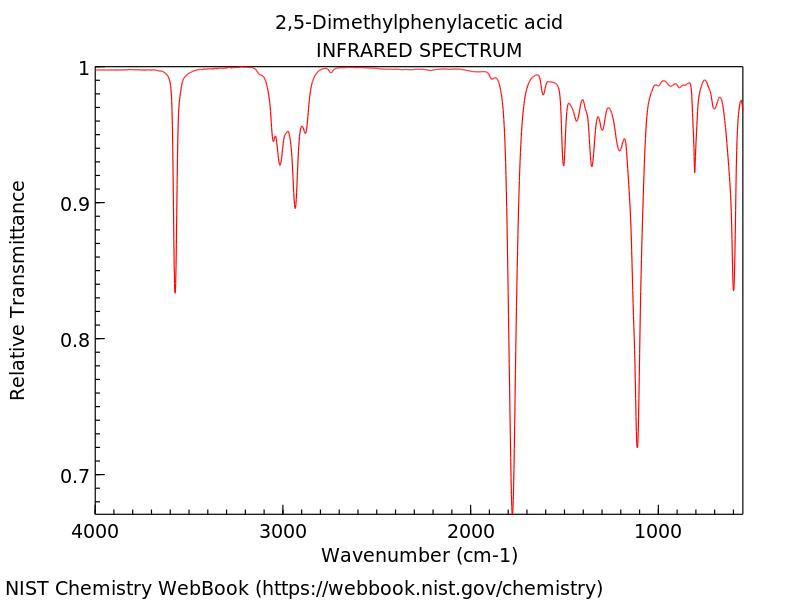 2,5-Dimethylphenylacetic acid
INFRARED SPECTRUM
1
0.9
0.8
0.7
Relative Transmittance
4000 3000 2000 1000
Wavenumber (cm-1)
NIST Chemistry WebBook (https://webbook.nist.gov/chemistry)